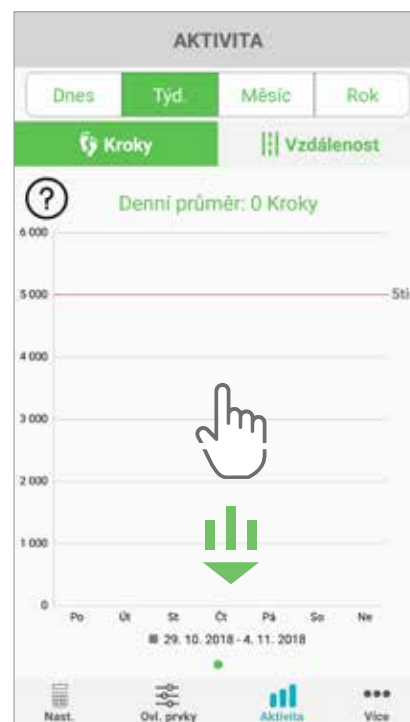 AKTIVITA
Dnes Týd. Měsíc Rok
Kroky Vzdálenost
? Denní průměr: 0 Kroky
6 000
5 000 Sti
4 000
3 000
2 000
1 000
0
Po Út St Čt Pá So Ne
29. 10. 2018 - 4. 11. 2018
Nast. Ovl. prvky Aktivita Více